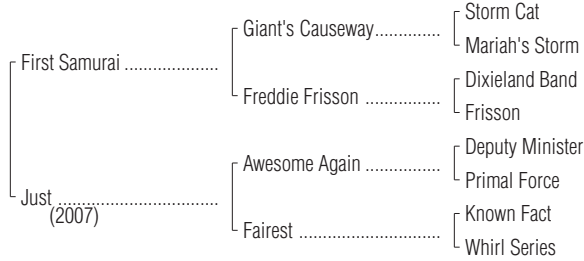 Storm Cat
Giant's Causeway..............
Mariah's Storm
First Samurai ....................
Dixieland Band
Freddie Frisson ................
Frisson
Deputy Minister
Awesome Again ................
Primal Force
Just ..................................
(2007)
Known Fact
Fairest ..............................
Whirl Series